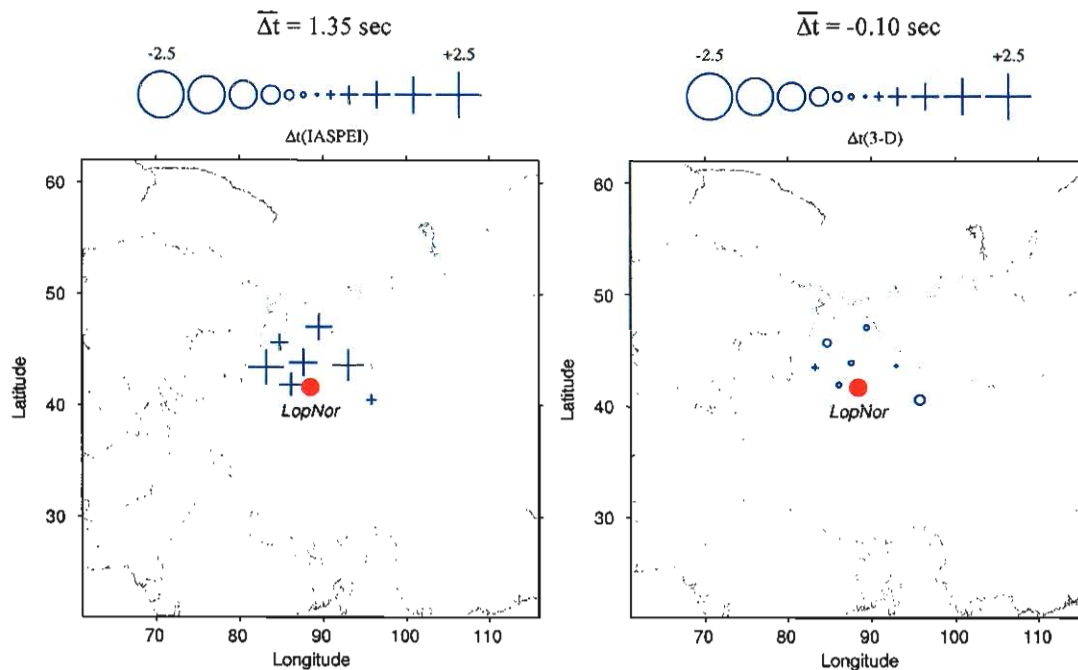 Δt = 1.35 sec
-2.5 +2.5
Δt(IASPEI)
60
50
40
30
Latitude
LopNor
70 80 90 100 110
Longitude
Δt = -0.10 sec
-2.5 +2.5
Δt(3-D)
60
50
40
30
Latitude
LopNor
70 80 90 100 110
Longitude